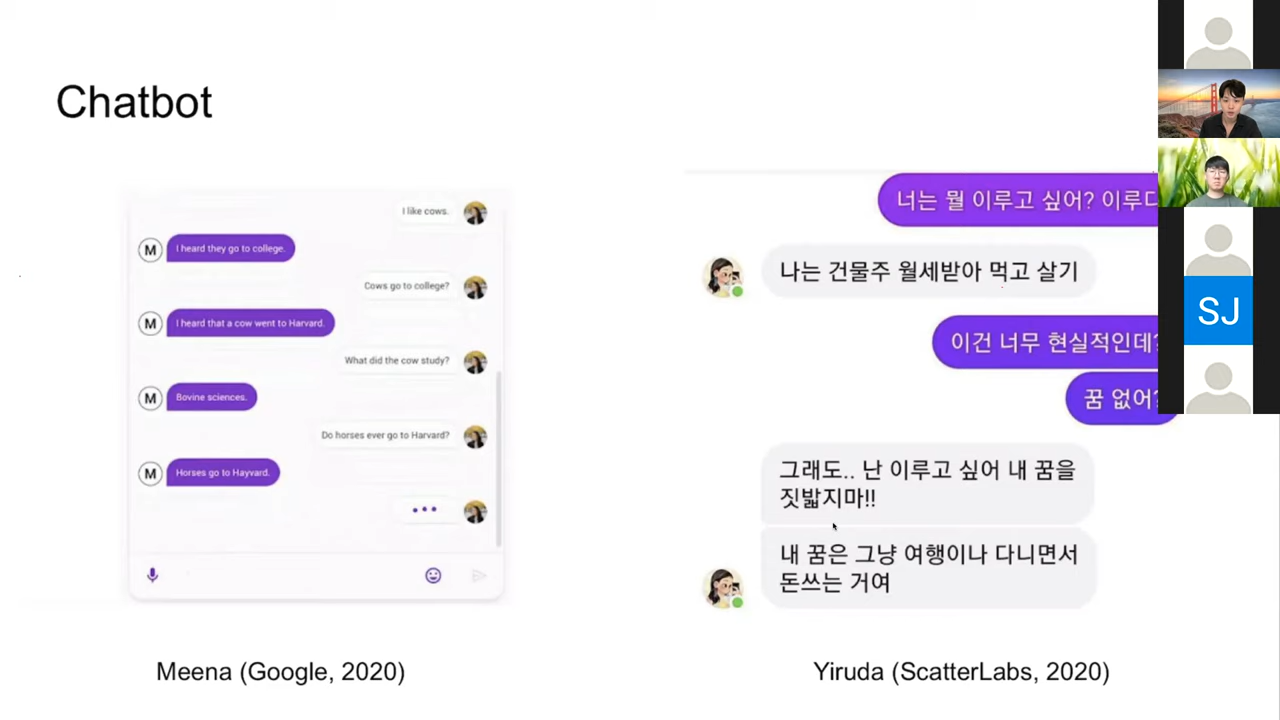 Chatbot
I like cows.
M
I heard they go to college.
Cows go to college?
M
I heard that a cow went to Harvard.
What did the cow study?
M
Bovine sciences.
Do horses ever go to Harvard?
M
Horses go to Hayvard.
Meena (Google, 2020)
너는 뭘 이루고 싶어? 이루다
나는 건물주 월세받아 먹고 살기
이건 너무 현실적인데?
꿈 없어?
그래도.. 난 이루고 싶어 내 꿈을
짓밟지마!!
내 꿈은 그냥 여행이나 다니면서
돈쓰는 거여
Yiruda (ScatterLabs, 2020)
SJ